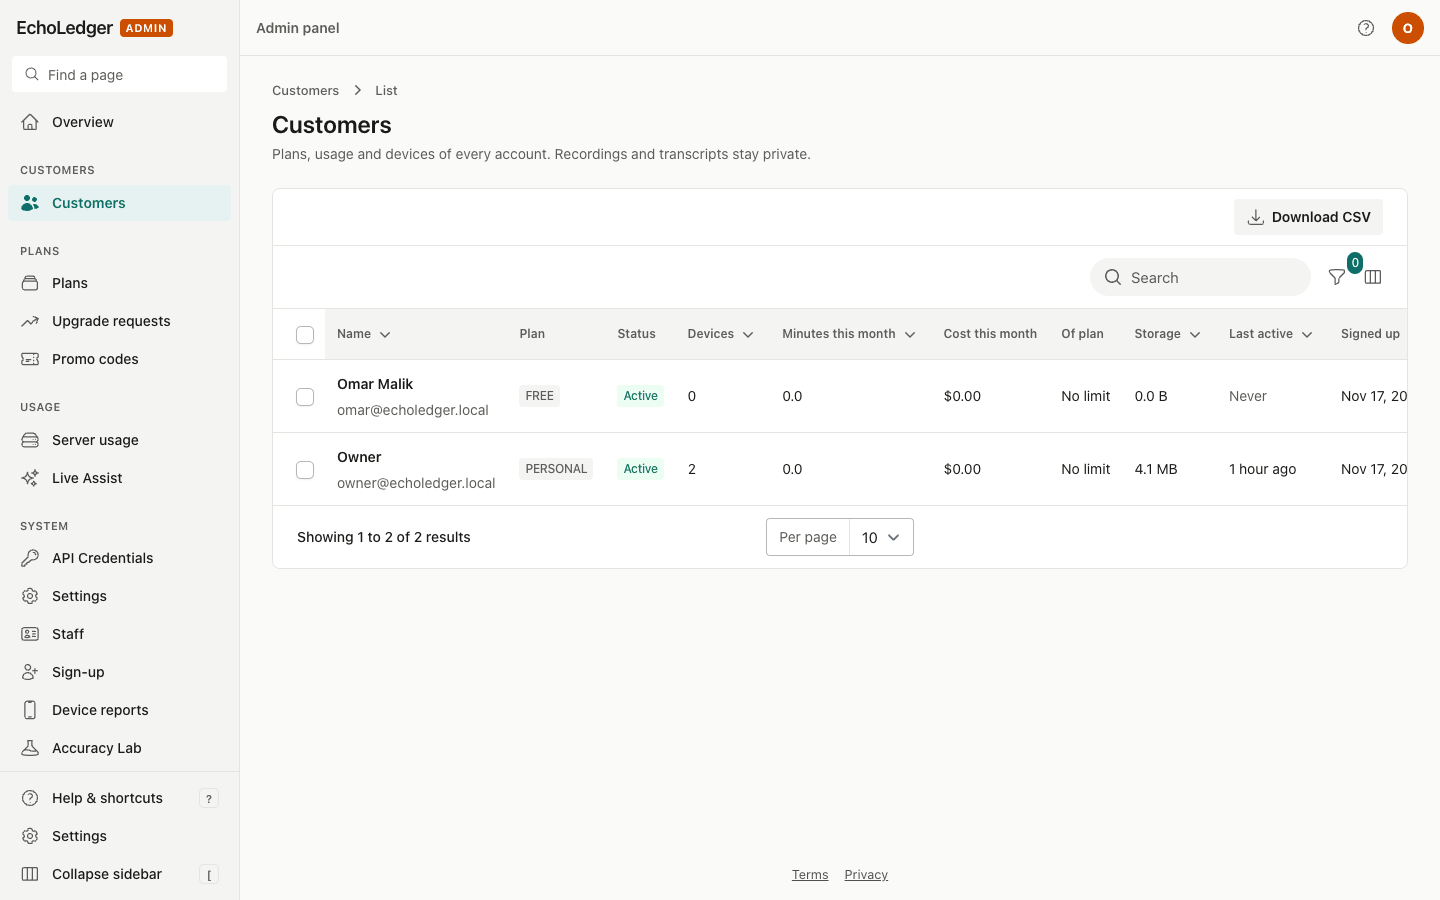 EchoLedger ADMIN
Admin panel
O
Find a page
Overview
CUSTOMERS
Customers
PLANS
Plans
Upgrade requests
Promo codes
USAGE
Server usage
Live Assist
SYSTEM
API Credentials
Settings
Staff
Sign-up
Device reports
Accuracy Lab
Help & shortcuts ?
Settings
Collapse sidebar [
Customers List
Customers
Plans, usage and devices of every account. Recordings and transcripts stay private.
Download CSV
Search 0
Name Plan Status Devices Minutes this month Cost this month Of plan Storage Last active Signed up
Omar Malik
omar@echoledger.local FREE Active 0 0.0 $0.00 No limit 0.0 B Never Nov 17, 20
Owner
owner@echoledger.local PERSONAL Active 2 0.0 $0.00 No limit 4.1 MB 1 hour ago Nov 17, 20
Showing 1 to 2 of 2 results Per page 10
Terms Privacy